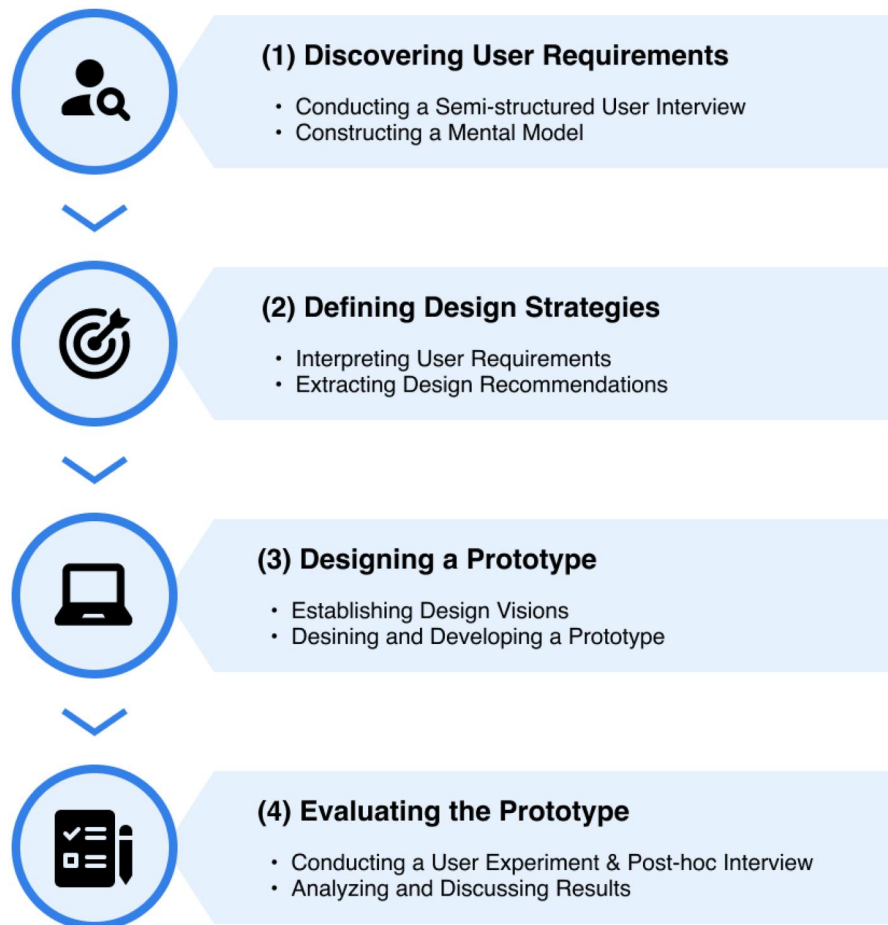 (1) Discovering User Requirements
• Conducting a Semi-structured User Interview
• Constructing a Mental Model
(2) Defining Design Strategies
• Interpreting User Requirements
• Extracting Design Recommendations
(3) Designing a Prototype
• Establishing Design Visions
• Desining and Developing a Prototype
(4) Evaluating the Prototype
• Conducting a User Experiment & Post-hoc Interview
• Analyzing and Discussing Results